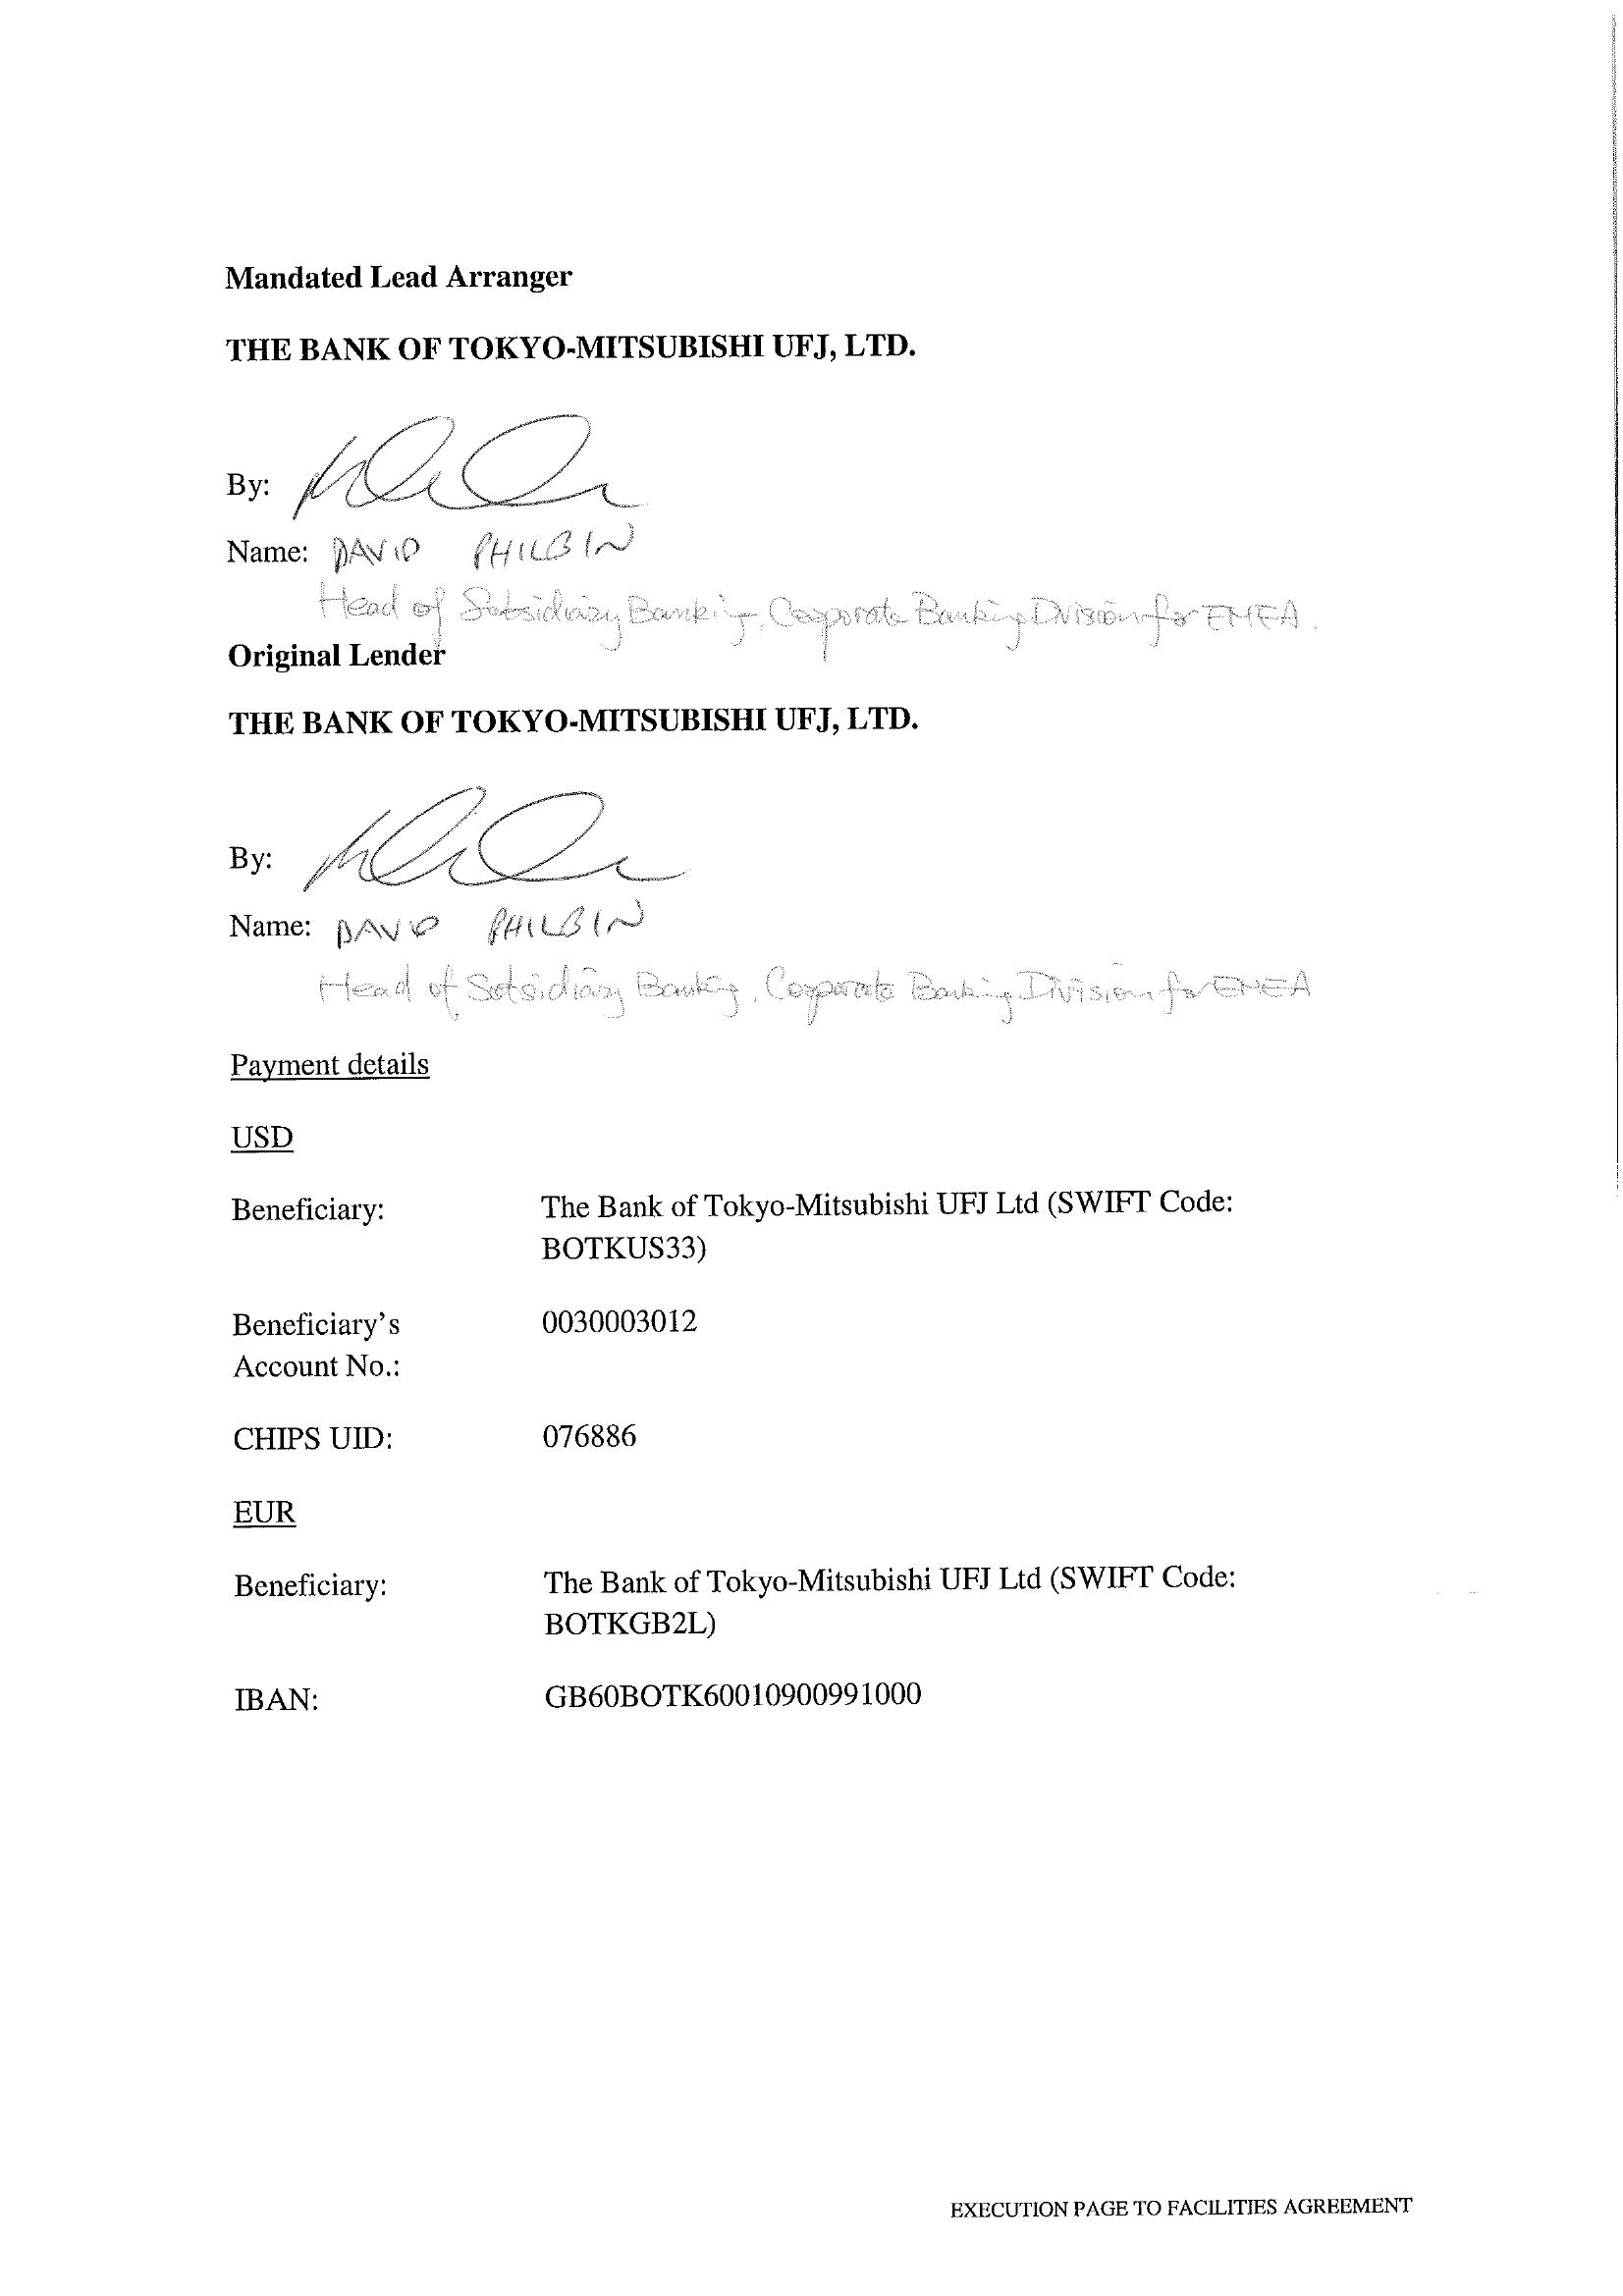 Mandated Lead Arranger
THE BANK OF TOKYO-MITSUBISHI UFJ, LTD.
By:
Name: DAVID PHILBIN
Head of Subsidiary Banking, Corporate Banking Division for EMEA.
Original Lender
THE BANK OF TOKYO-MITSUBISHI UFJ, LTD.
By:
Name: DAVID PHILBIN
Head of Subsidiary Banking, Corporate Banking Division for EMEA
Payment details
USD
Beneficiary: The Bank of Tokyo-Mitsubishi UFJ Ltd (SWIFT Code:
BOTKUS33)
Beneficiary's 0030003012
Account No.:
CHIPS UID: 076886
EUR
Beneficiary: The Bank of Tokyo-Mitsubishi UFJ Ltd (SWIFT Code:
BOTKGB2L)
IBAN: GB60BOTK60010900991000
EXECUTION PAGE TO FACILITIES AGREEMENT